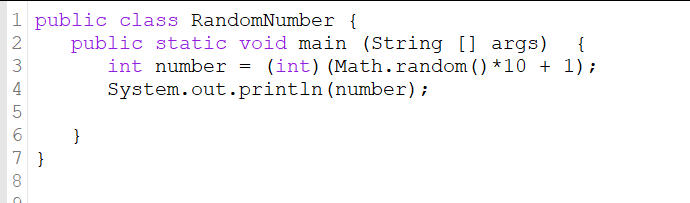 1 public class RandomNumber {
2 public static void main (String [] args) {
3 int number = (int)(Math.random()*10 + 1);
4 System.out.println(number);
5
6 }
7 }
8